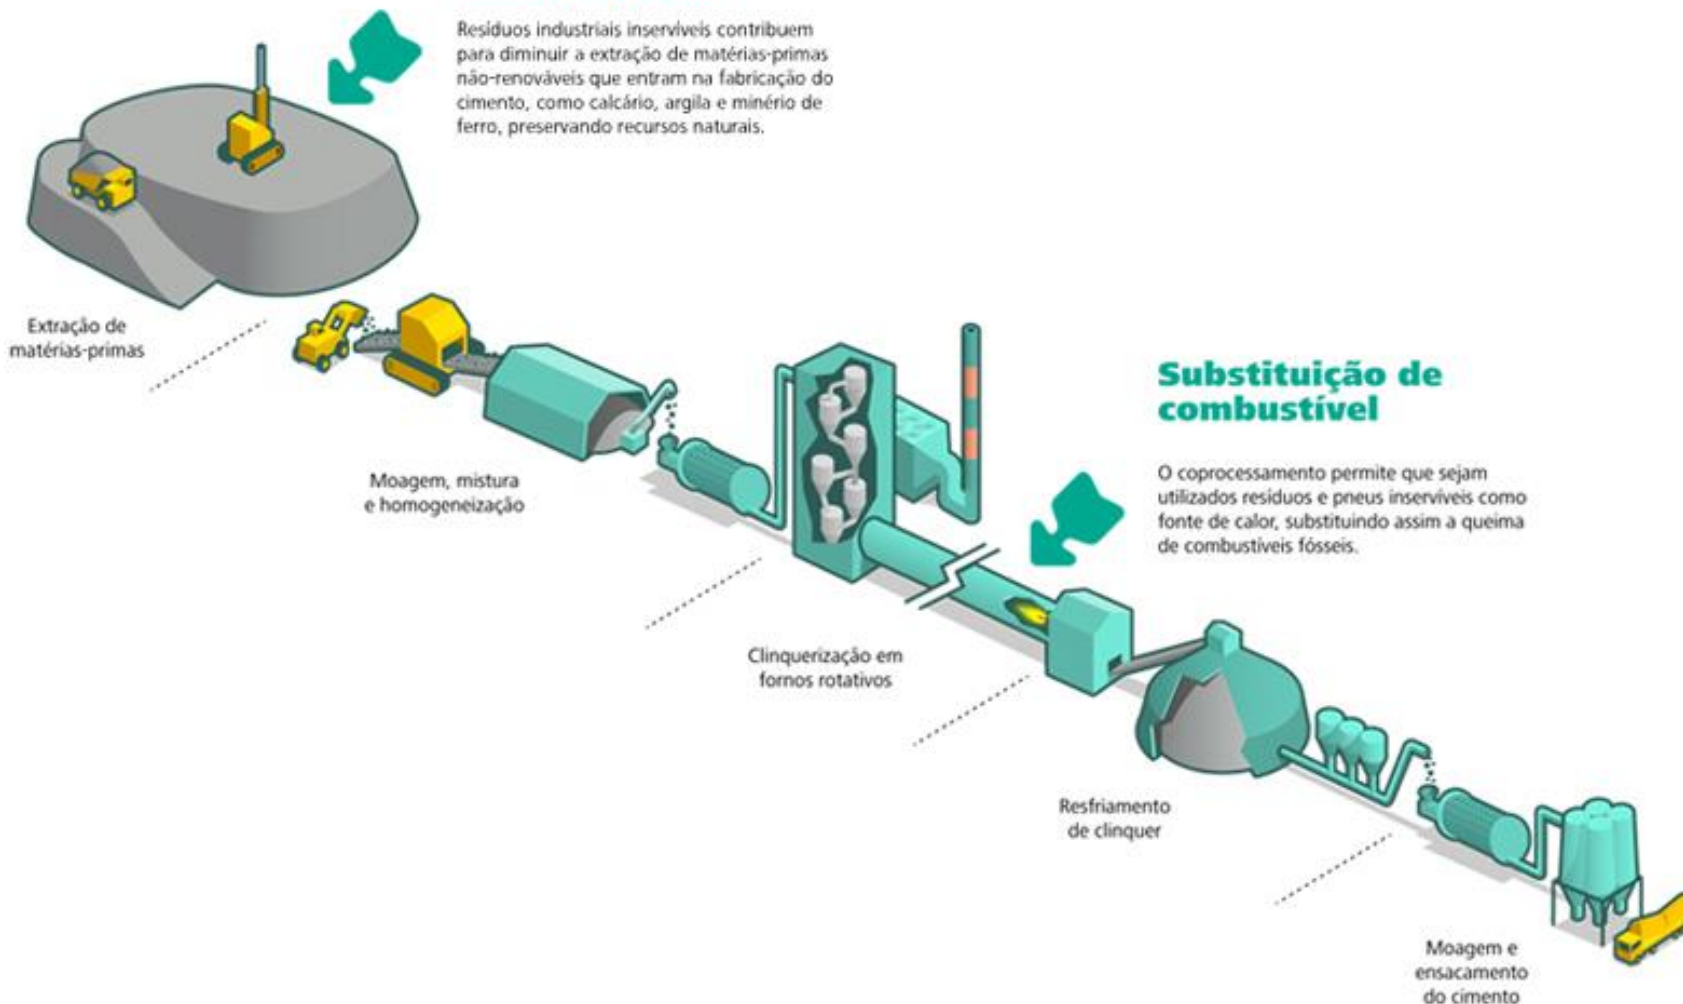 Resíduos industriais inservíveis contribuem
para diminuir a extração de matérias-primas
não-renováveis que entram na fabricação do
cimento, como calcário, argila e minério de
ferro, preservando recursos naturais.
Extração de
matérias-primas
Moagem, mistura
e homogeneização
Substituição de
combustível
O coprocessamento permite que sejam
utilizados resíduos e pneus inservíveis como
fonte de calor, substituindo assim a queima
de combustíveis fósseis.
Clinquerização em
fornos rotativos
Resfriamento
de clinquer
Moagem e
ensacamento
do cimento